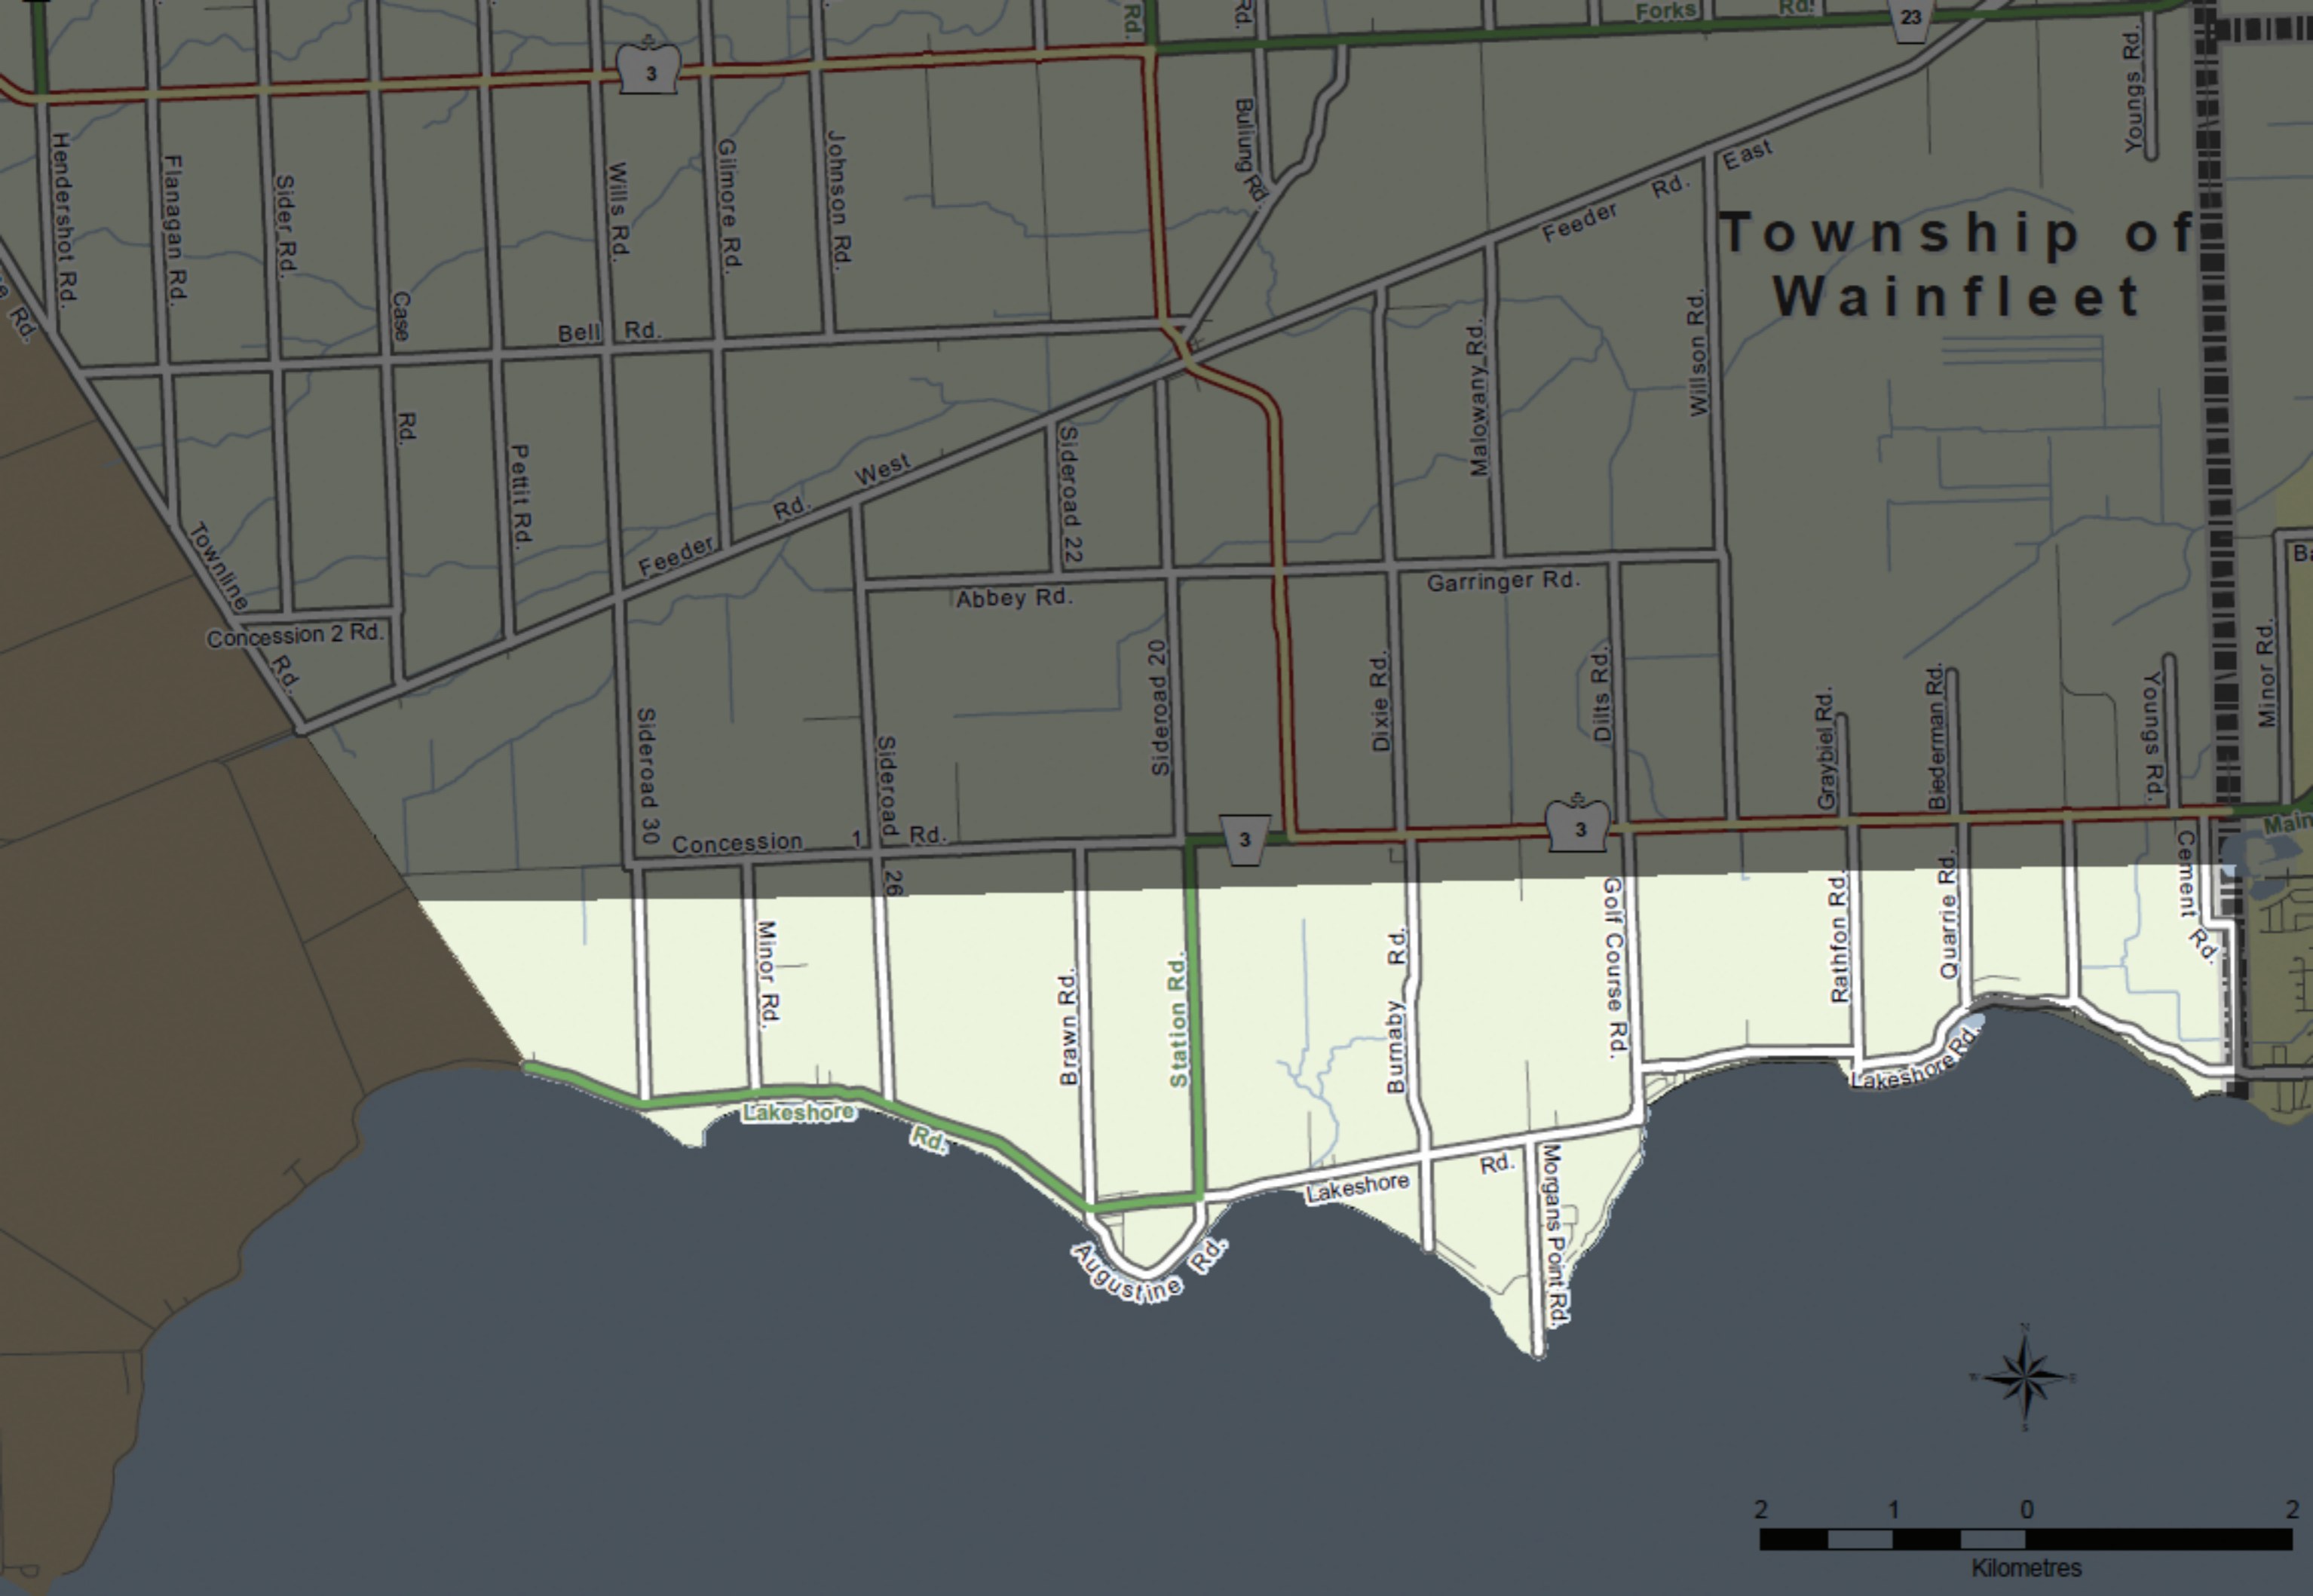 Rd.
Rd.
Forks Rd.
23
3
Youngs Rd.
Hendershot Rd.
Flanagan Rd.
Sider Rd.
Case Rd.
Wills Rd.
Gilmore Rd.
Johnson Rd.
Buliung Rd.
Feeder Rd. East
Township of
Wainfleet
Rd.
Bell Rd.
Malowany Rd.
Willson Rd.
Pettit Rd.
Feeder Rd. West
Sideroad 22
Townline Rd.
Concession 2 Rd.
Abbey Rd.
Garringer Rd.
Sideroad 30
Sideroad 26
Sideroad 20
Dixie Rd.
Dilts Rd.
Graybiel Rd.
Biederman Rd.
Youngs Rd.
Minor Rd.
Concession 1 Rd.
3
3
Main
Cement Rd.
Minor Rd.
Brawn Rd.
Station Rd.
Burnaby Rd.
Golf Course Rd.
Rathfon Rd.
Quarrie Rd.
Lakeshore Rd.
Lakeshore Rd.
Lakeshore Rd.
Morgans Point Rd.
Augustine Rd.
N
W E
S
2 1 0 2
Kilometres